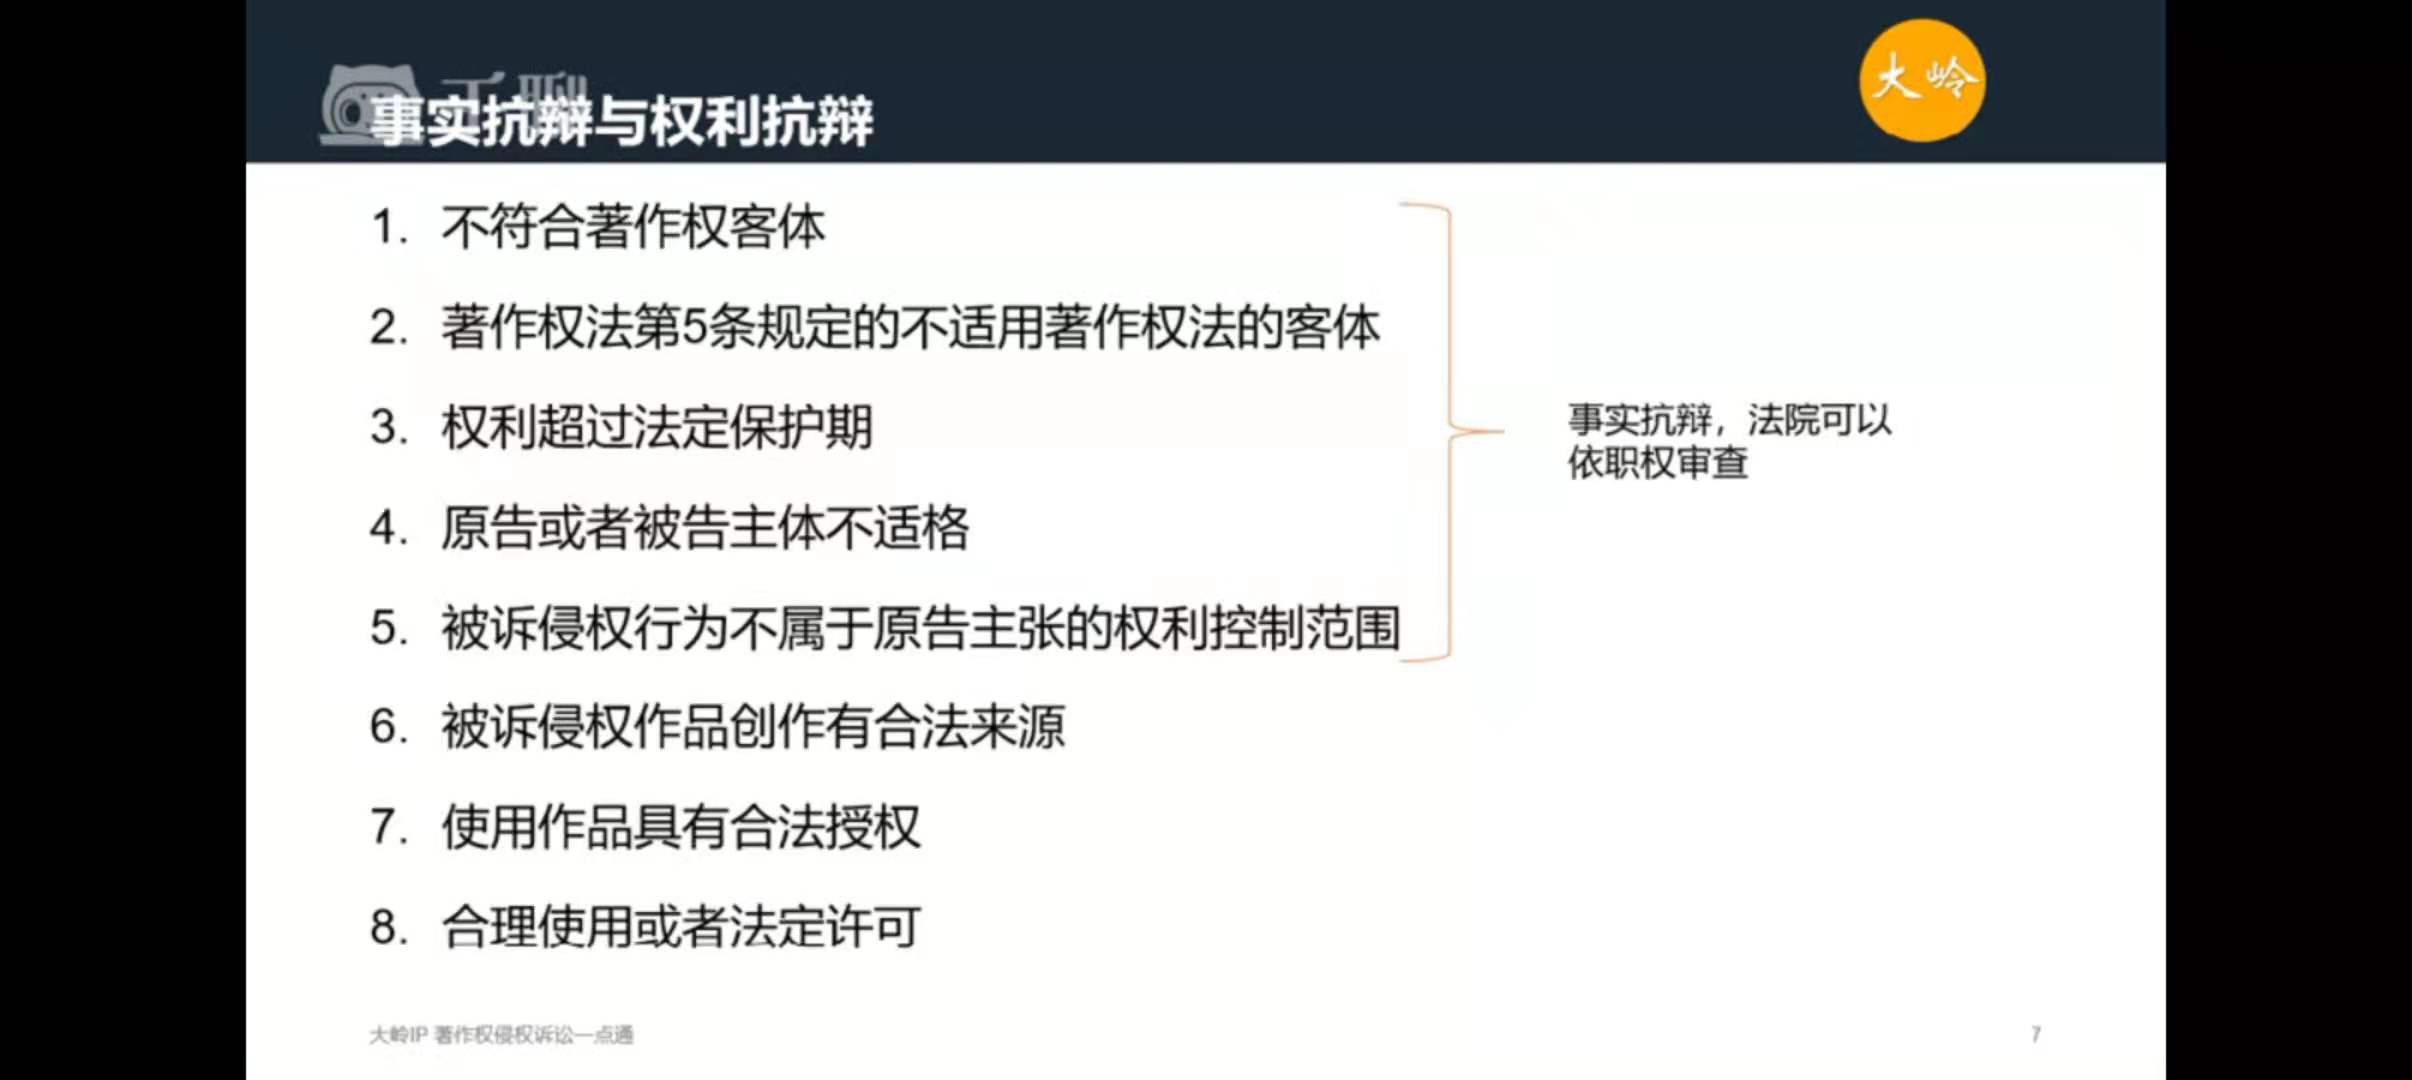 千聊
大岭
事实抗辩与权利抗辩
1. 不符合著作权客体
2. 著作权法第5条规定的不适用著作权法的客体
3. 权利超过法定保护期
4. 原告或者被告主体不适格
5. 被诉侵权行为不属于原告主张的权利控制范围
事实抗辩，法院可以
依职权审查
6. 被诉侵权作品创作有合法来源
7. 使用作品具有合法授权
8. 合理使用或者法定许可
大岭IP 著作权侵权诉讼一点通
7